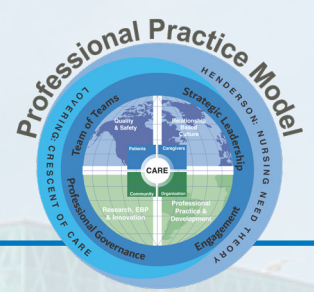 Professional Practice Model
LOVERING: CRESCENT OF CARE
HENDERSON: NURSING NEED THEORY
Team of Teams
Strategic Leadership
Quality
& Safety
Relationship
Based
Culture
Patients
Caregivers
CARE
Community
Organization
Research, EBP
& Innovation
Professional
Practice &
Development
Professional Governance
Engagement